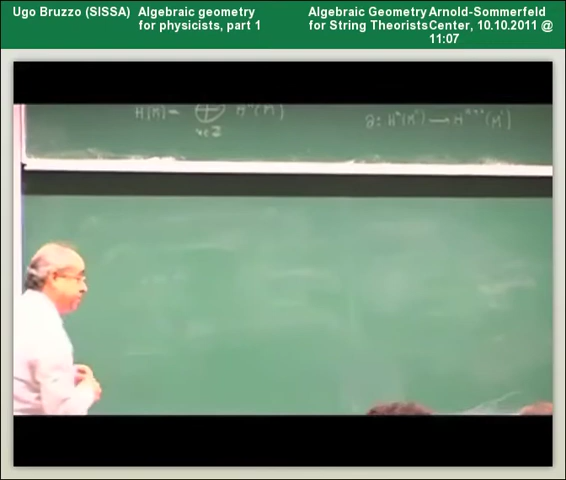 Ugo Bruzzo (SISSA) Algebraic geometry for physicists, part 1
Algebraic Geometry for String Theorists
Arnold-Sommerfeld Center, 10.10.2011 @ 11:07
H(M) = ⊕ Hⁿ(M)
n∈ℤ